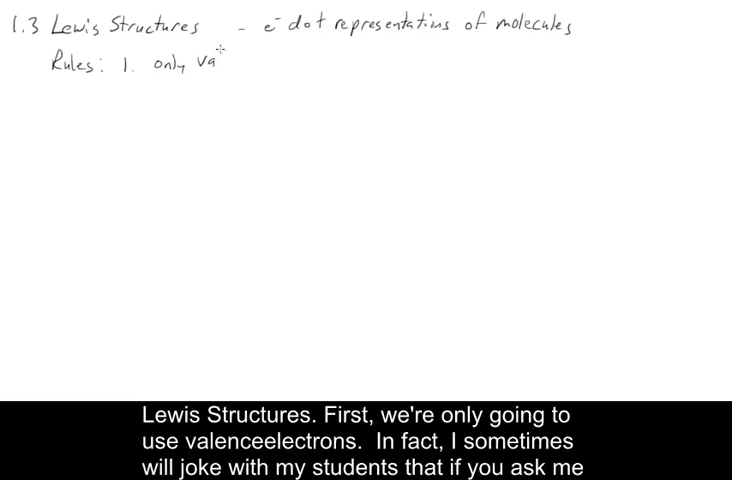 1.3 Lewis Structures - e⁻ dot representations of molecules
Rules: 1. only va
Lewis Structures. First, we're only going to
use valenceelectrons. In fact, I sometimes
will joke with my students that if you ask me